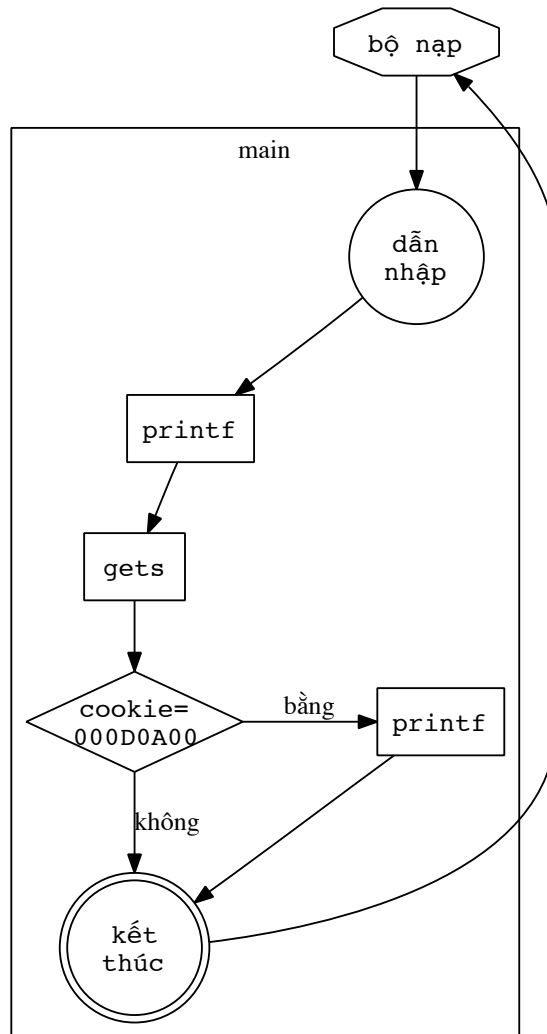 bộ nạp
main
dẫn
nhập
printf
gets
cookie=
000D0A00
bằng
printf
không
kết
thúc